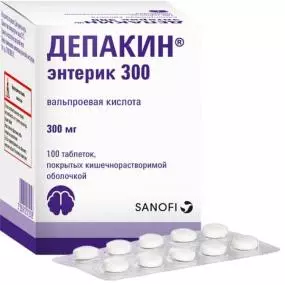 ДЕПАКИН®
энтерик 300
вальпроевая кислота
300 мг
100 таблеток,
покрытых кишечнорастворимой
оболочкой
SANOFI